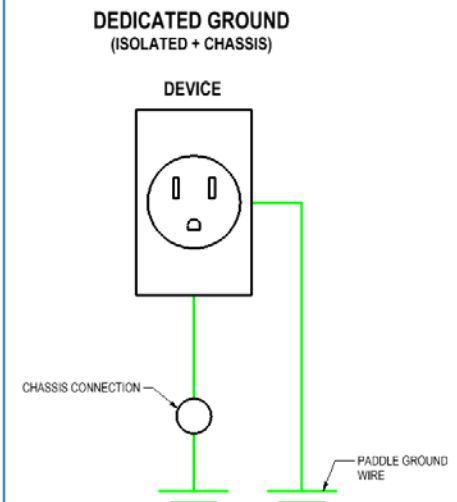 DEDICATED GROUND
(ISOLATED + CHASSIS)
DEVICE
CHASSIS CONNECTION
PADDLE GROUND
WIRE